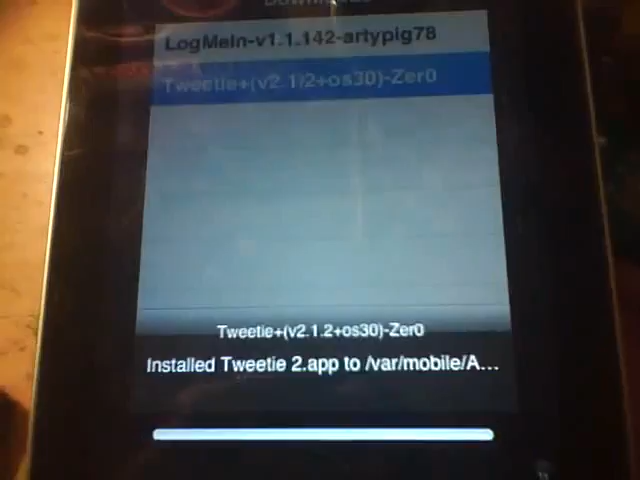 Downloads
LogMeIn-v1.1.142-artypig78
Tweetie+(v2.1)2+os30)-Zer0
Tweetie+(v2.1.2+os30)-Zer0
Installed Tweetie 2.app to /var/mobile/A...